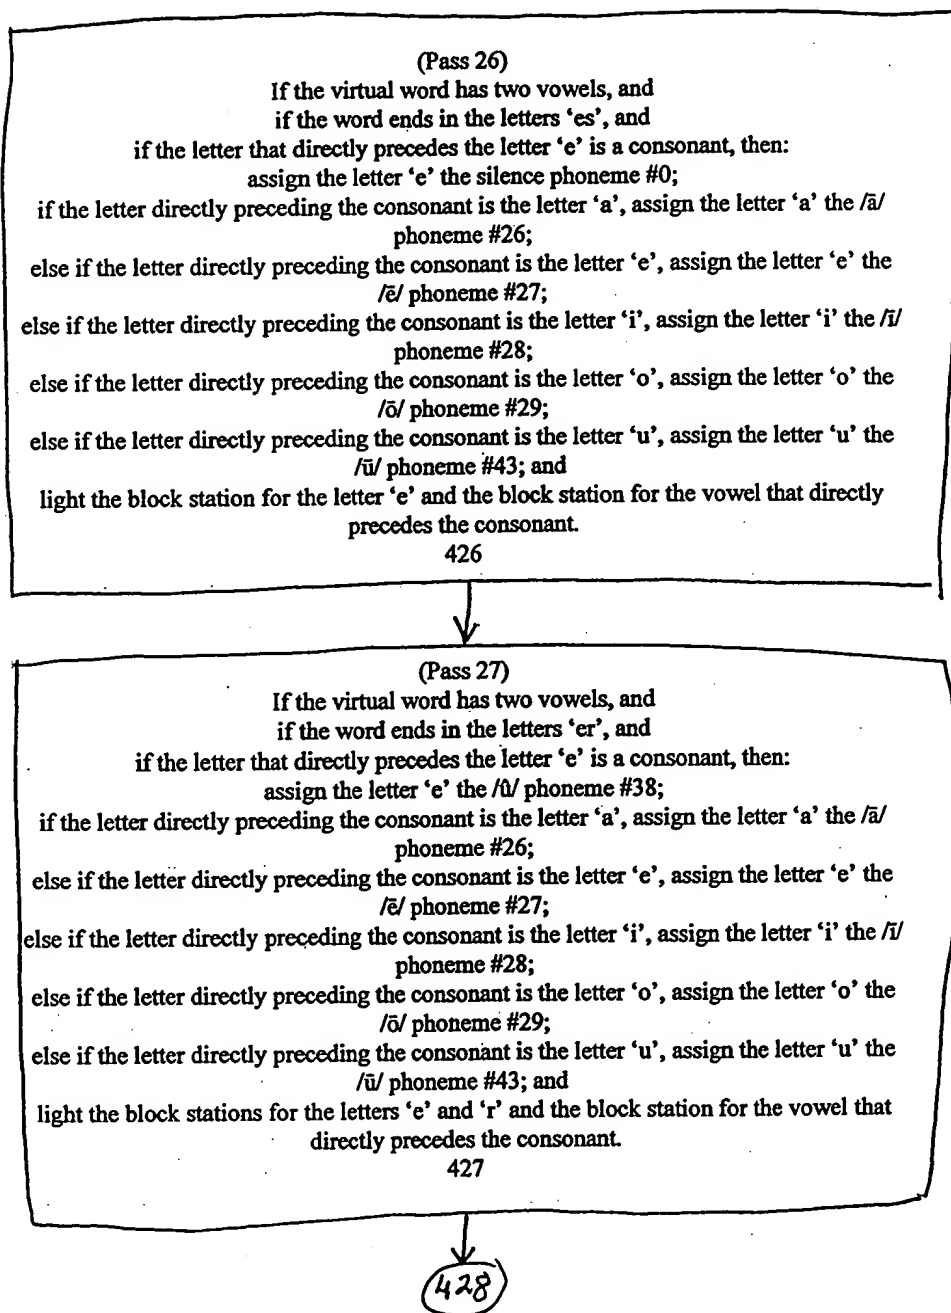 (Pass 26)
If the virtual word has two vowels, and
if the word ends in the letters ‘es’, and
if the letter that directly precedes the letter ‘e’ is a consonant, then:
assign the letter ‘e’ the silence phoneme #0;
if the letter directly preceding the consonant is the letter ‘a’, assign the letter ‘a’ the /ā/
phoneme #26;
else if the letter directly preceding the consonant is the letter ‘e’, assign the letter ‘e’ the
/ē/ phoneme #27;
else if the letter directly preceding the consonant is the letter ‘i’, assign the letter ‘i’ the /ī/
phoneme #28;
else if the letter directly preceding the consonant is the letter ‘o’, assign the letter ‘o’ the
/ō/ phoneme #29;
else if the letter directly preceding the consonant is the letter ‘u’, assign the letter ‘u’ the
/ū/ phoneme #43; and
light the block station for the letter ‘e’ and the block station for the vowel that directly
precedes the consonant.
426
(Pass 27)
If the virtual word has two vowels, and
if the word ends in the letters ‘er’, and
if the letter that directly precedes the letter ‘e’ is a consonant, then:
assign the letter ‘e’ the /û/ phoneme #38;
if the letter directly preceding the consonant is the letter ‘a’, assign the letter ‘a’ the /ā/
phoneme #26;
else if the letter directly preceding the consonant is the letter ‘e’, assign the letter ‘e’ the
/ē/ phoneme #27;
else if the letter directly preceding the consonant is the letter ‘i’, assign the letter ‘i’ the /ī/
phoneme #28;
else if the letter directly preceding the consonant is the letter ‘o’, assign the letter ‘o’ the
/ō/ phoneme #29;
else if the letter directly preceding the consonant is the letter ‘u’, assign the letter ‘u’ the
/ū/ phoneme #43; and
light the block stations for the letters ‘e’ and ‘r’ and the block station for the vowel that
directly precedes the consonant.
427
428